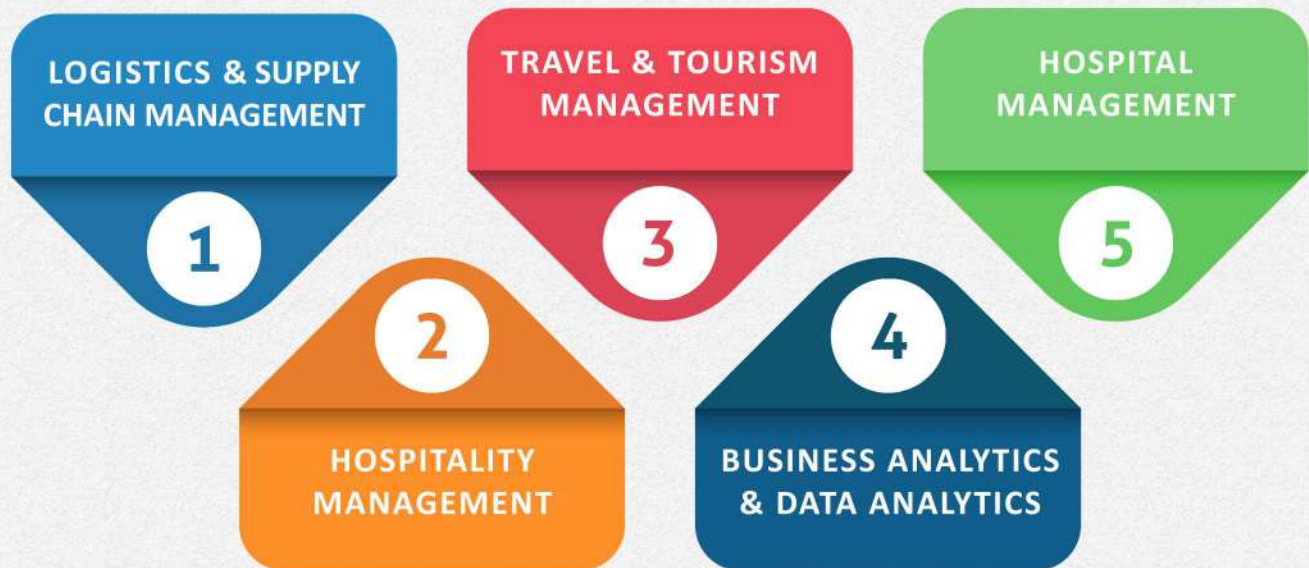 LOGISTICS & SUPPLY
CHAIN MANAGEMENT
1
2
HOSPITALITY
MANAGEMENT
TRAVEL & TOURISM
MANAGEMENT
3
4
BUSINESS ANALYTICS
& DATA ANALYTICS
HOSPITAL
MANAGEMENT
5